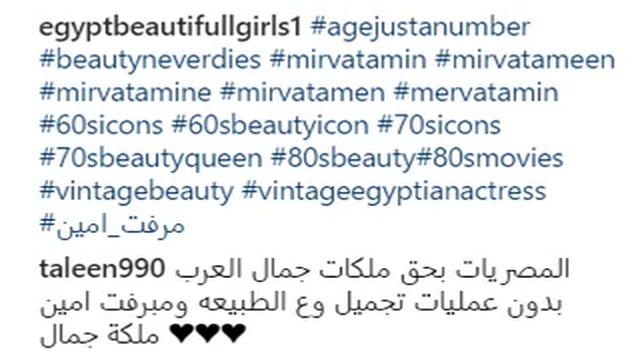 egyptbeautifullgirls1 #agejustanumber
#beautyneverdies #mirvatamin #mirvatameen
#mirvatamine #mirvatamen #mervatamin
#60sicons #60sbeautyicon #70sicons
#70sbeautyqueen #80sbeauty#80smovies
#vintagebeauty #vintageegyptianactress
#مرفت_امين
taleen990 المصريات بحق ملكات جمال العرب
بدون عمليات تجميل وع الطبيعه ومبرفت امين
ملكة جمال ♥♥♥